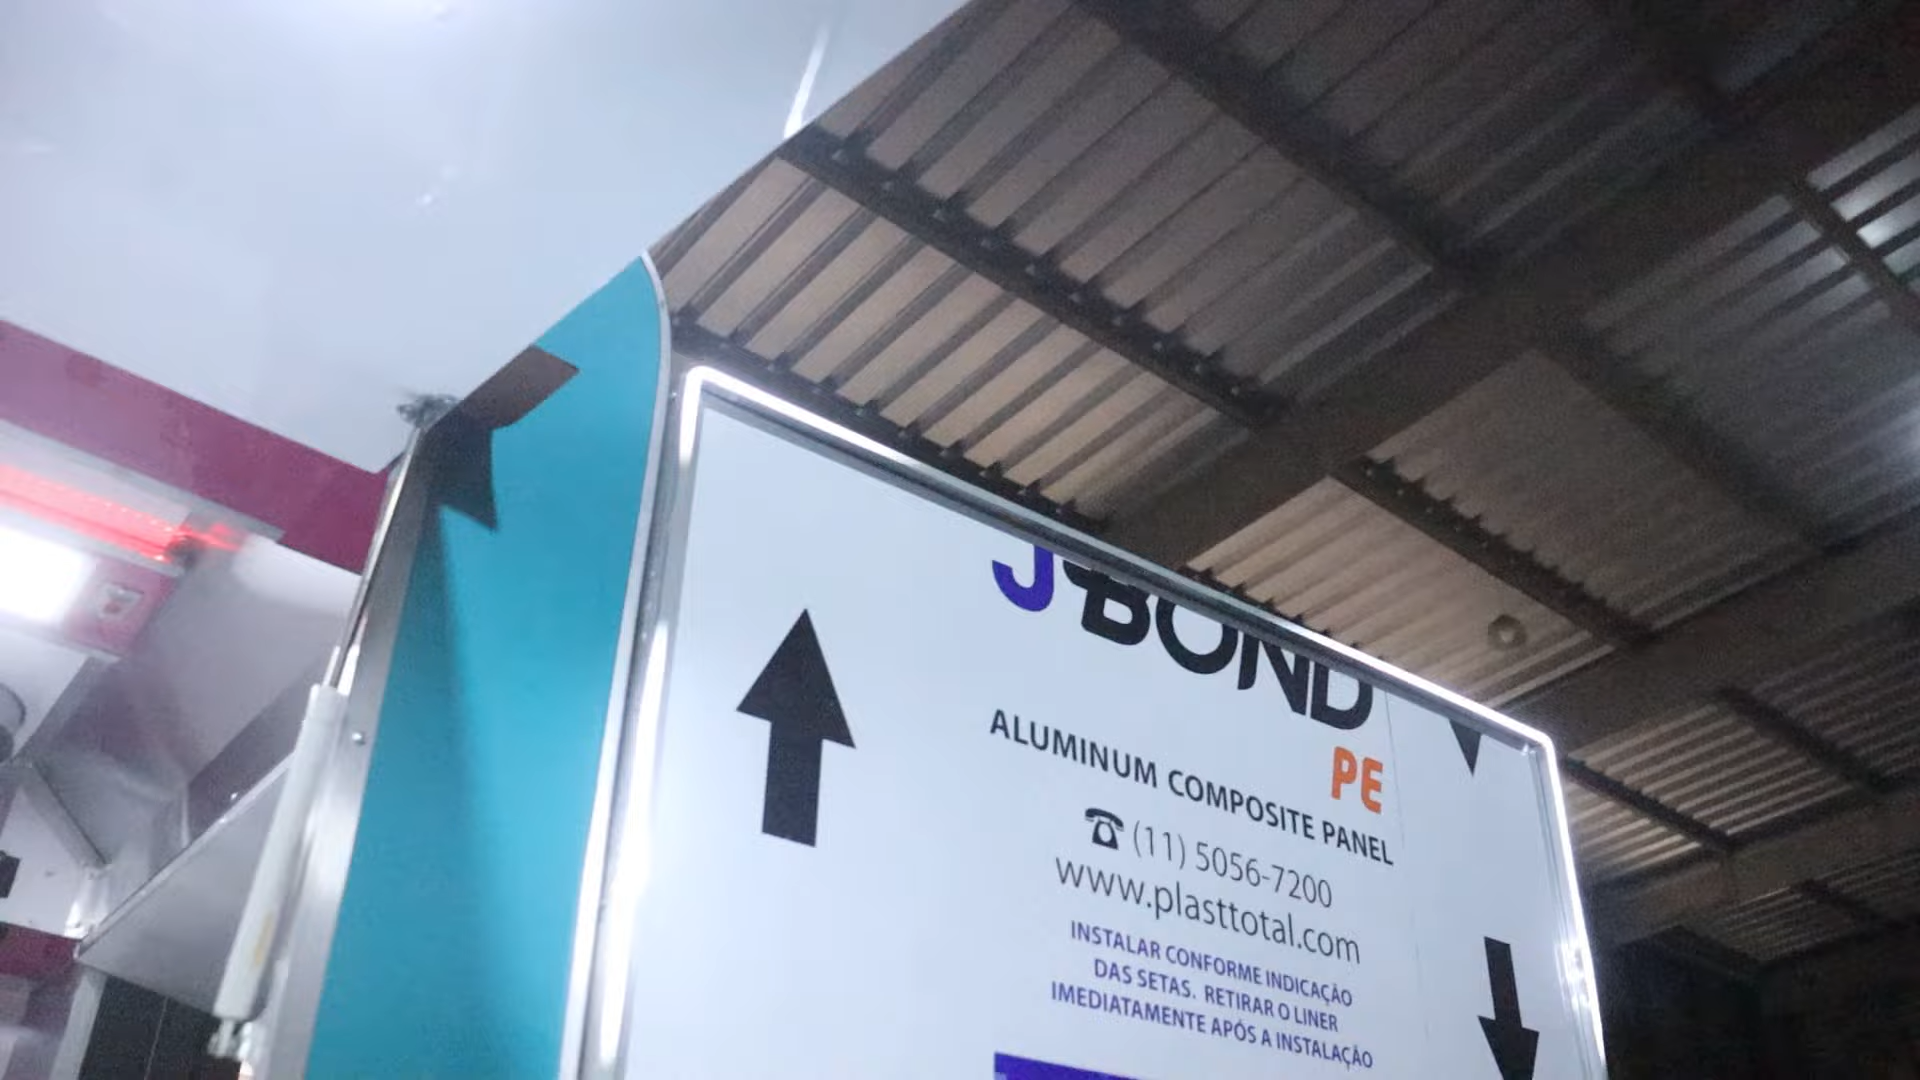 J-BOND
PE
ALUMINUM COMPOSITE PANEL
(11) 5056-7200
www.plasttotal.com
INSTALAR CONFORME INDICAÇÃO
DAS SETAS. RETIRAR O LINER
IMEDIATAMENTE APÓS A INSTALAÇÃO